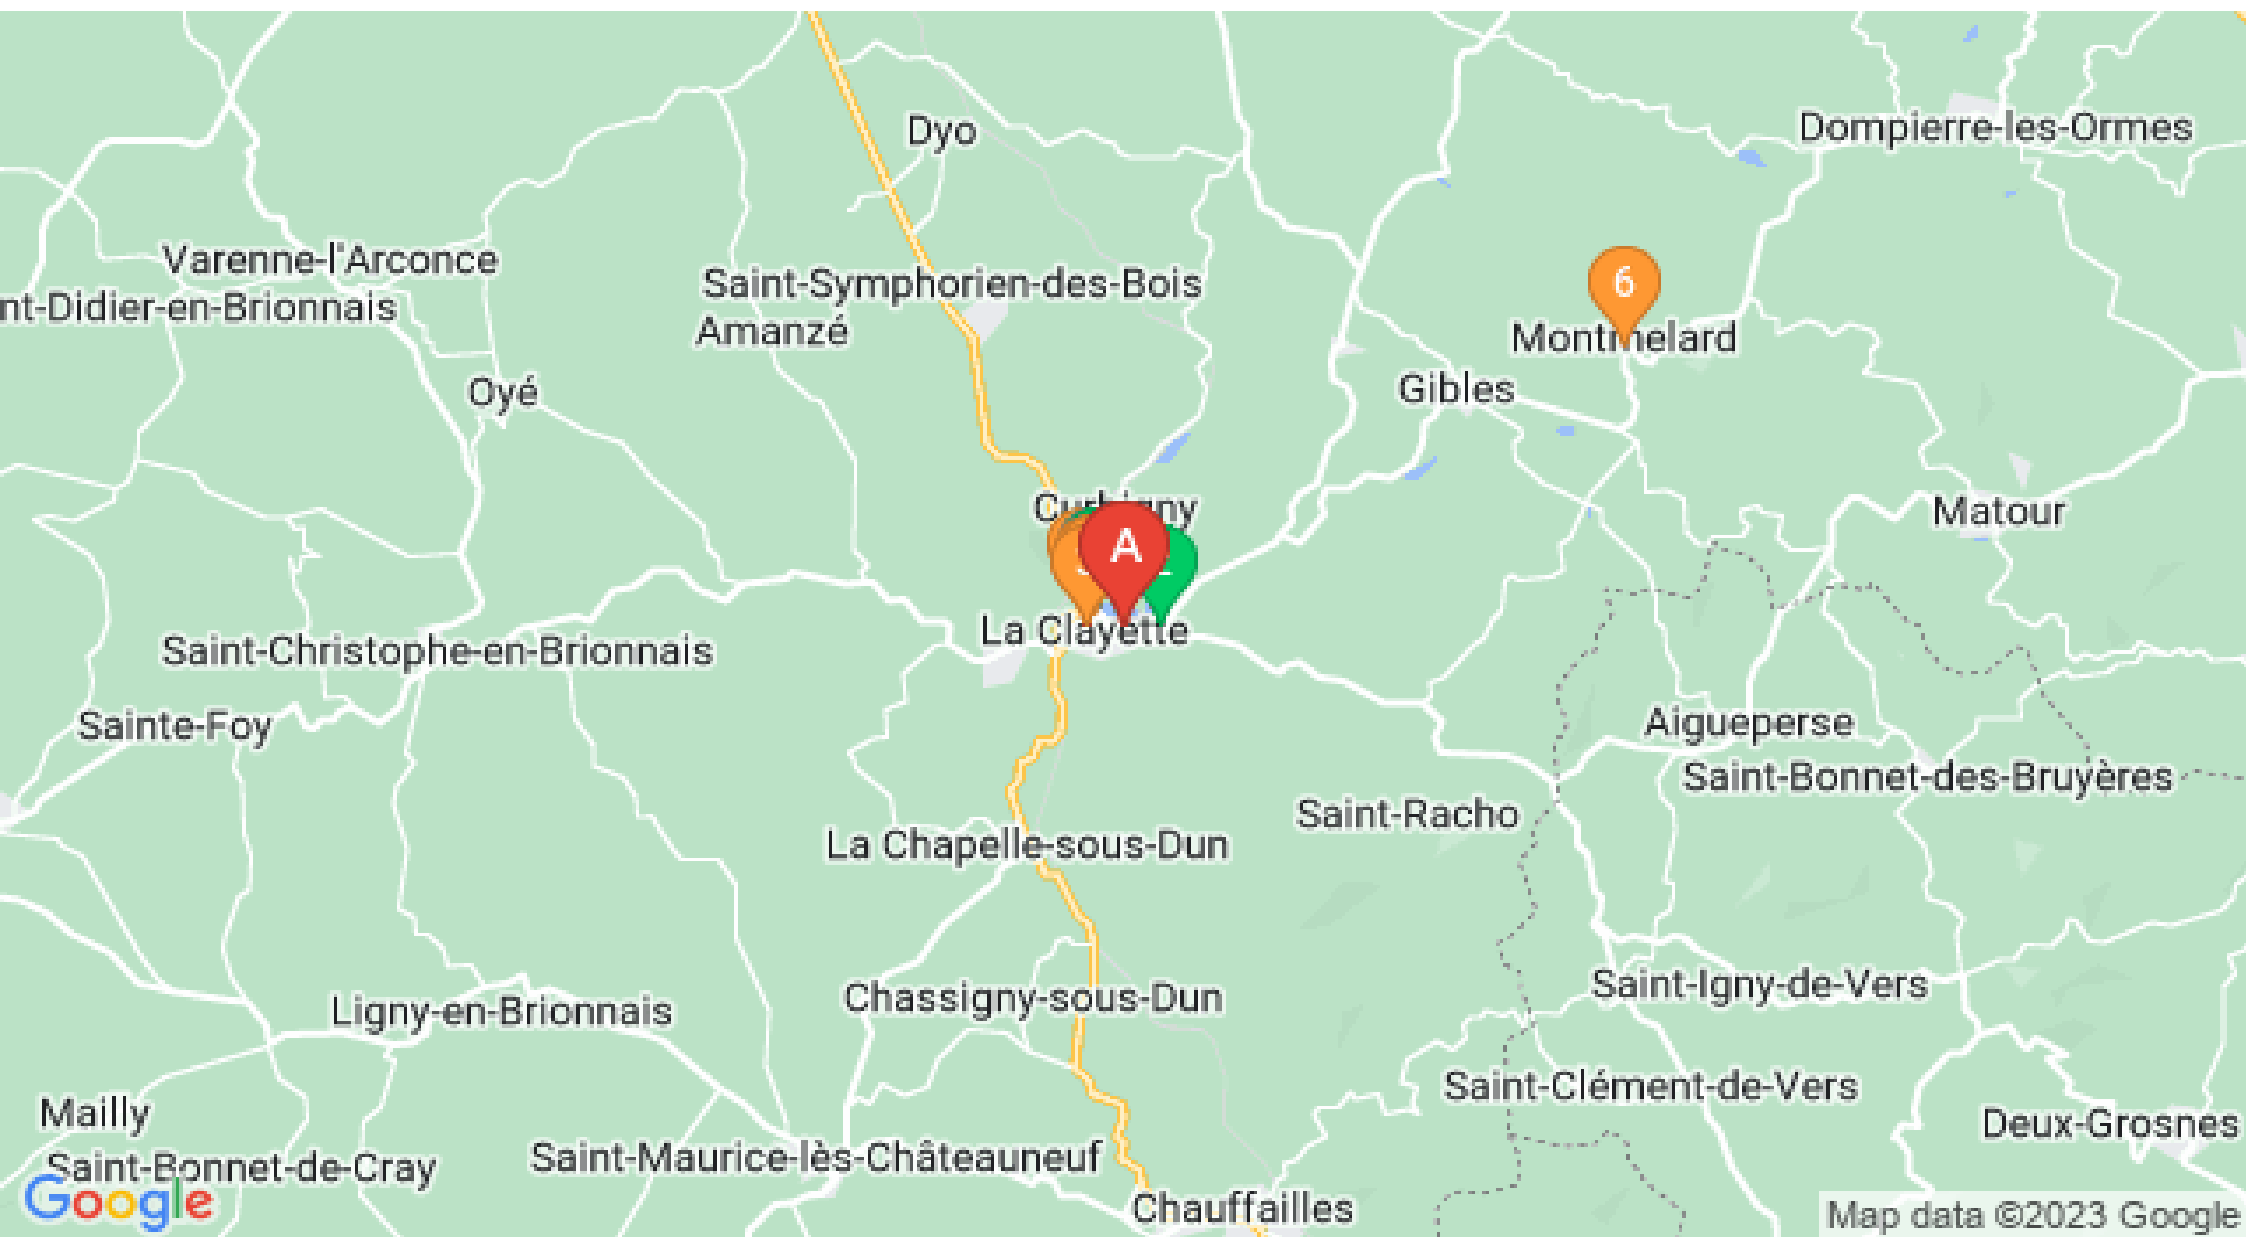 Dyo
Dompierre-les-Ormes
Varenne-l'Arconce
Saint-Symphorien-des-Bois
nt-Didier-en-Brionnais
6
Amanzé
Montmelard
Oyé
Gibles
Curbigny
Matour
A
La Clayette
Saint-Christophe-en-Brionnais
Sainte-Foy
Aigueperse
Saint-Bonnet-des-Bruyères
Saint-Racho
La Chapelle-sous-Dun
Saint-Igny-de-Vers
Chassigny-sous-Dun
Ligny-en-Brionnais
Saint-Clément-de-Vers
Mailly
Deux-Grosnes
Saint-Maurice-lès-Châteauneuf
Saint-Bonnet-de-Cray
Google
Chauffailles
Map data ©2023 Google